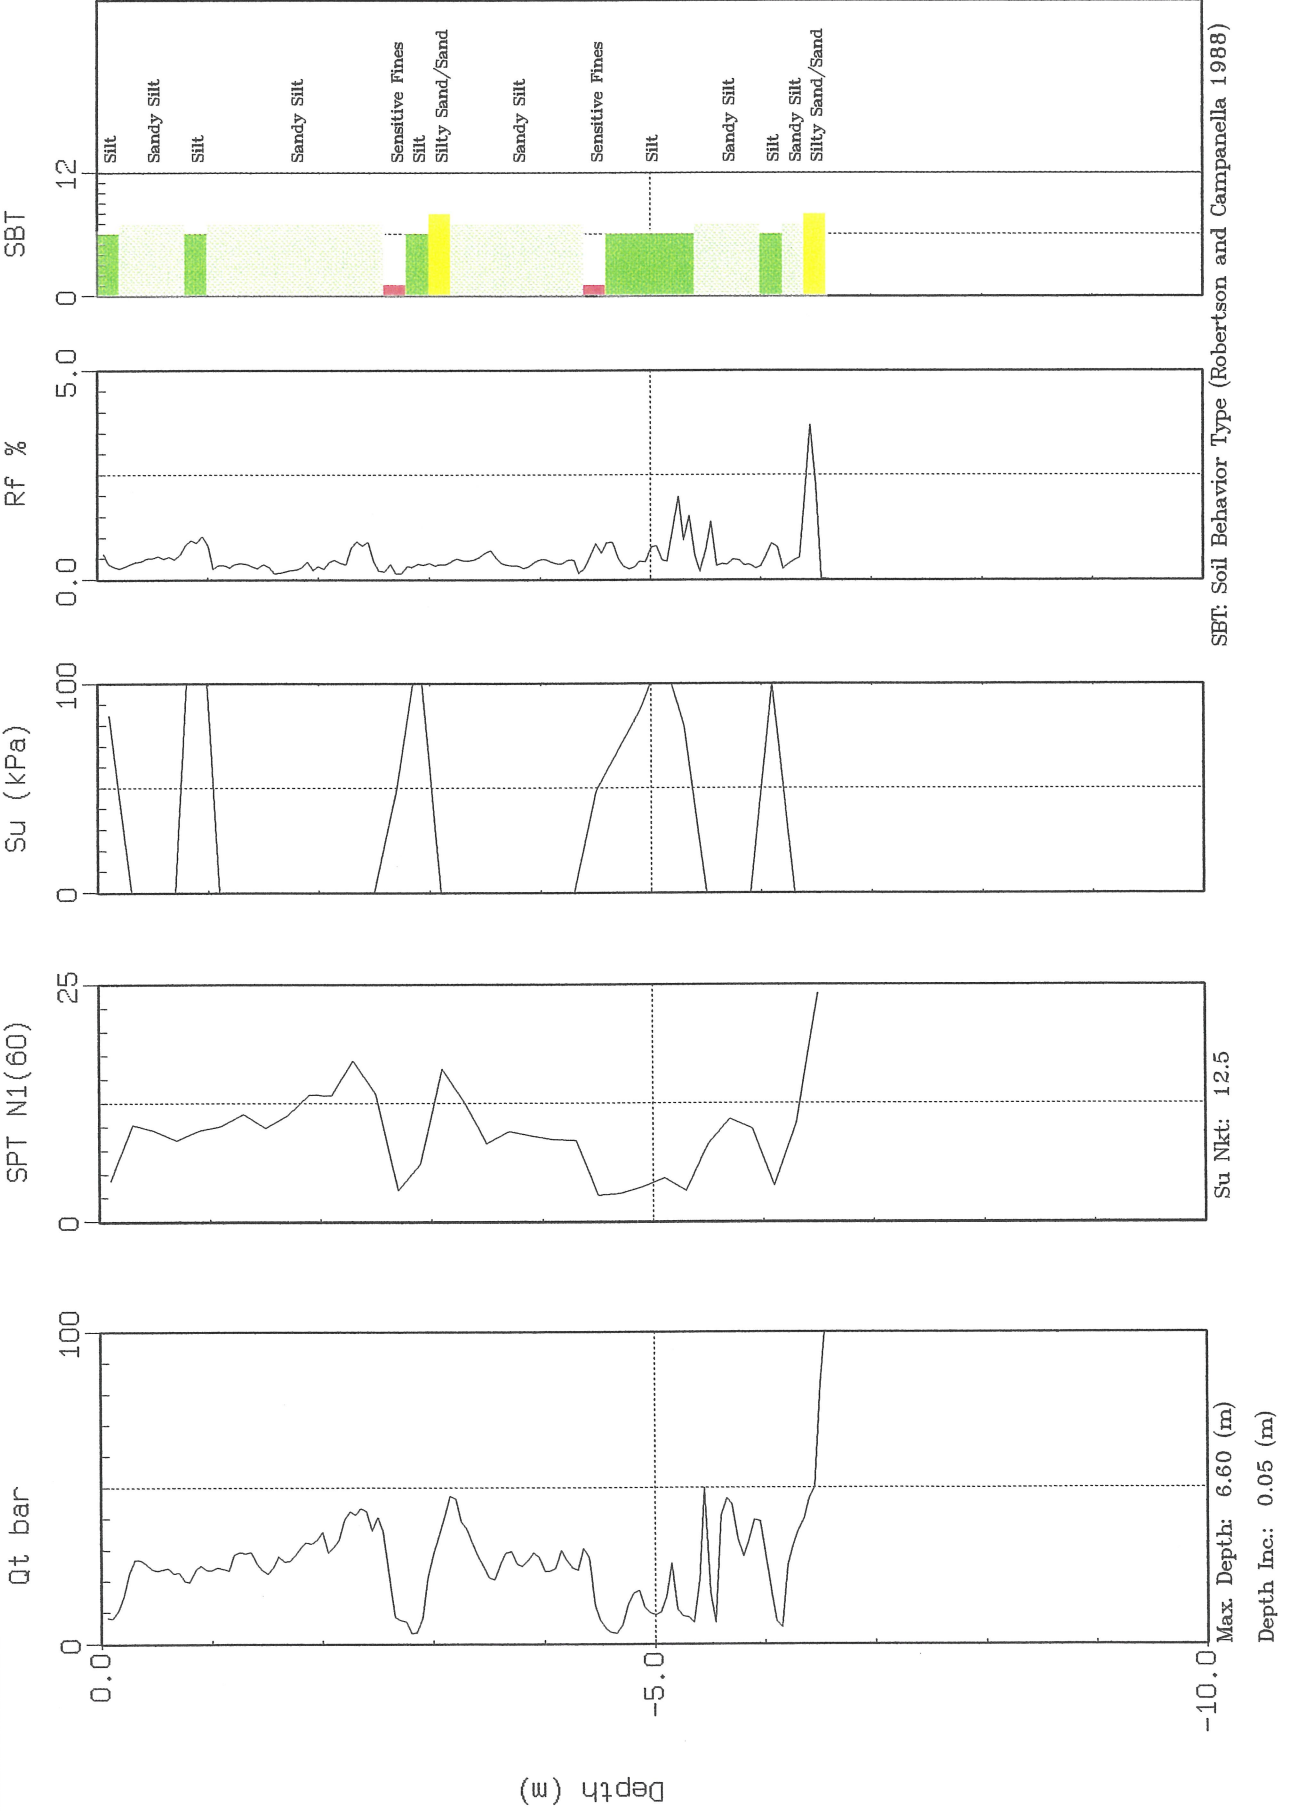 Qt bar
SPT N1(60)
Su (kPa)
Rf %
SBT
0
100
0
25
0
100
0.0
5.0
0
12
0.0
-5.0
-10.0
Depth (m)
Silt
Sandy Silt
Silt
Sandy Silt
Sensitive Fines
Silt
Silty Sand/Sand
Sandy Silt
Sensitive Fines
Silt
Sandy Silt
Silt
Sandy Silt
Silty Sand/Sand
Max. Depth: 6.60 (m)
Depth Inc.: 0.05 (m)
Su Nkt: 12.5
SBT: Soil Behavior Type (Robertson and Campanella 1988)